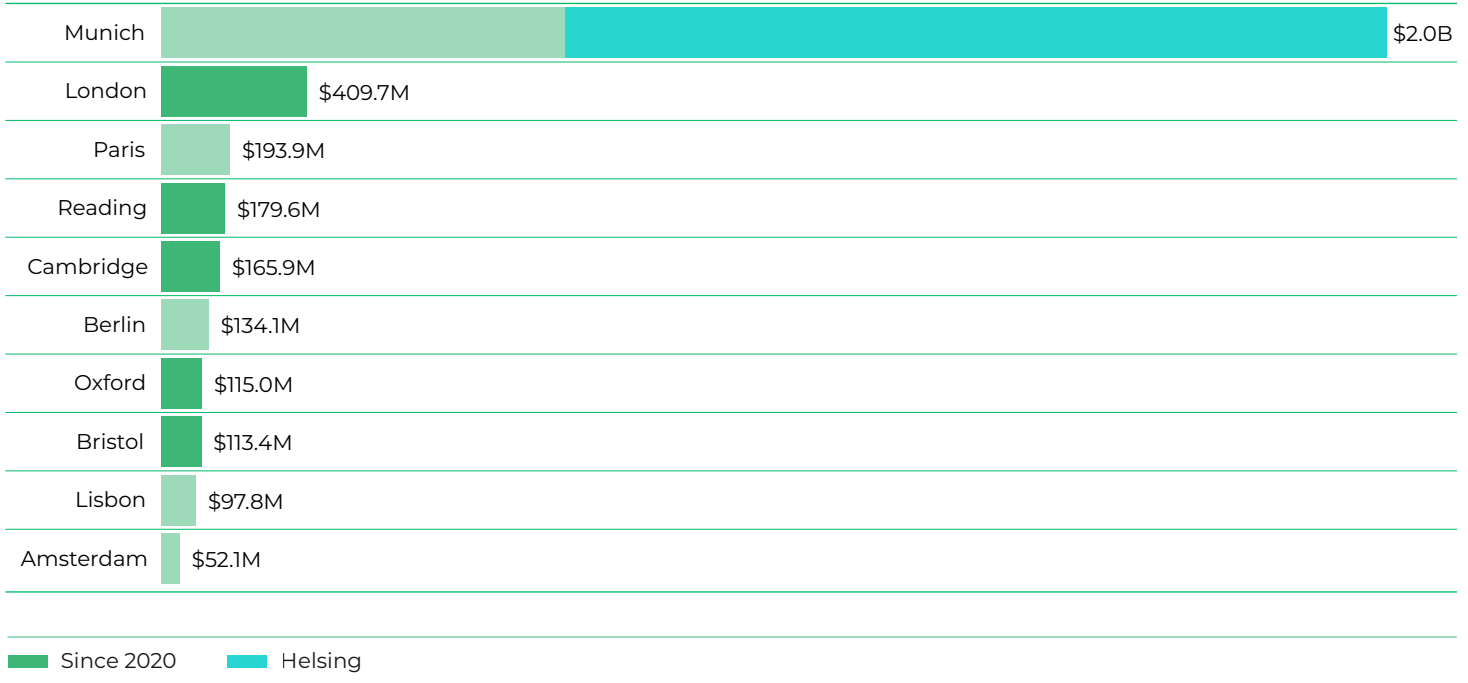 Munich $2.0B
London $409.7M
Paris $193.9M
Reading $179.6M
Cambridge $165.9M
Berlin $134.1M
Oxford $115.0M
Bristol $113.4M
Lisbon $97.8M
Amsterdam $52.1M
Since 2020 Helsing